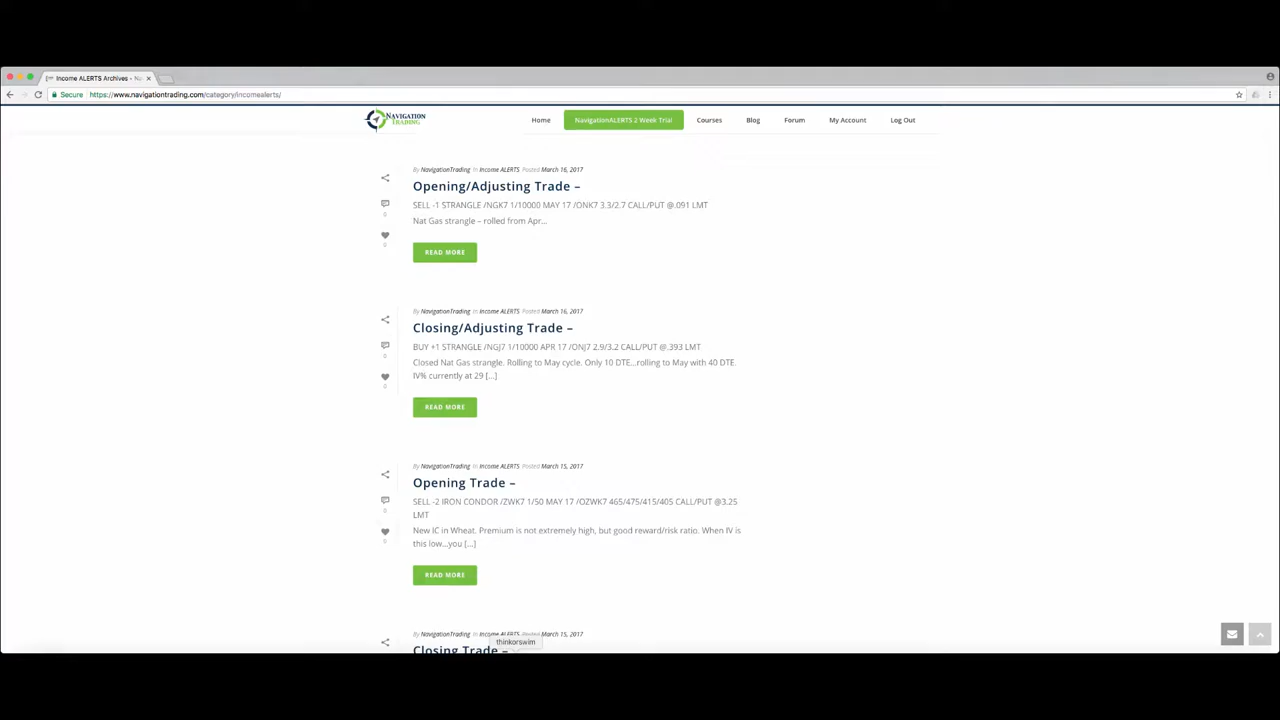 Income ALERTS Archives - Na
Secure https://www.navigationtrading.com/category/incomealerts/
NAVIGATION
TRADING
Home NavigationALERTS 2 Week Trial Courses Blog Forum My Account Log Out
By NavigationTrading In Income ALERTS Posted March 16, 2017
Opening/Adjusting Trade –
SELL -1 STRANGLE /NGK7 1/10000 MAY 17 /ONK7 3.3/2.7 CALL/PUT @.091 LMT
0
Nat Gas strangle – rolled from Apr...
0
READ MORE
By NavigationTrading In Income ALERTS Posted March 16, 2017
Closing/Adjusting Trade –
BUY +1 STRANGLE /NGJ7 1/10000 APR 17 /ONJ7 2.9/3.2 CALL/PUT @.393 LMT
0
Closed Nat Gas strangle. Rolling to May cycle. Only 10 DTE...rolling to May with 40 DTE.
IV% currently at 29 [...]
0
READ MORE
By NavigationTrading In Income ALERTS Posted March 15, 2017
Opening Trade –
SELL -2 IRON CONDOR /ZWK7 1/50 MAY 17 /OZWK7 465/475/415/405 CALL/PUT @3.25
0
LMT
New IC in Wheat. Premium is not extremely high, but good reward/risk ratio. When IV is
0
this low...you [...]
READ MORE
By NavigationTrading In Income ALERTS Posted March 15, 2017
thinkorswim
Closing Trade –